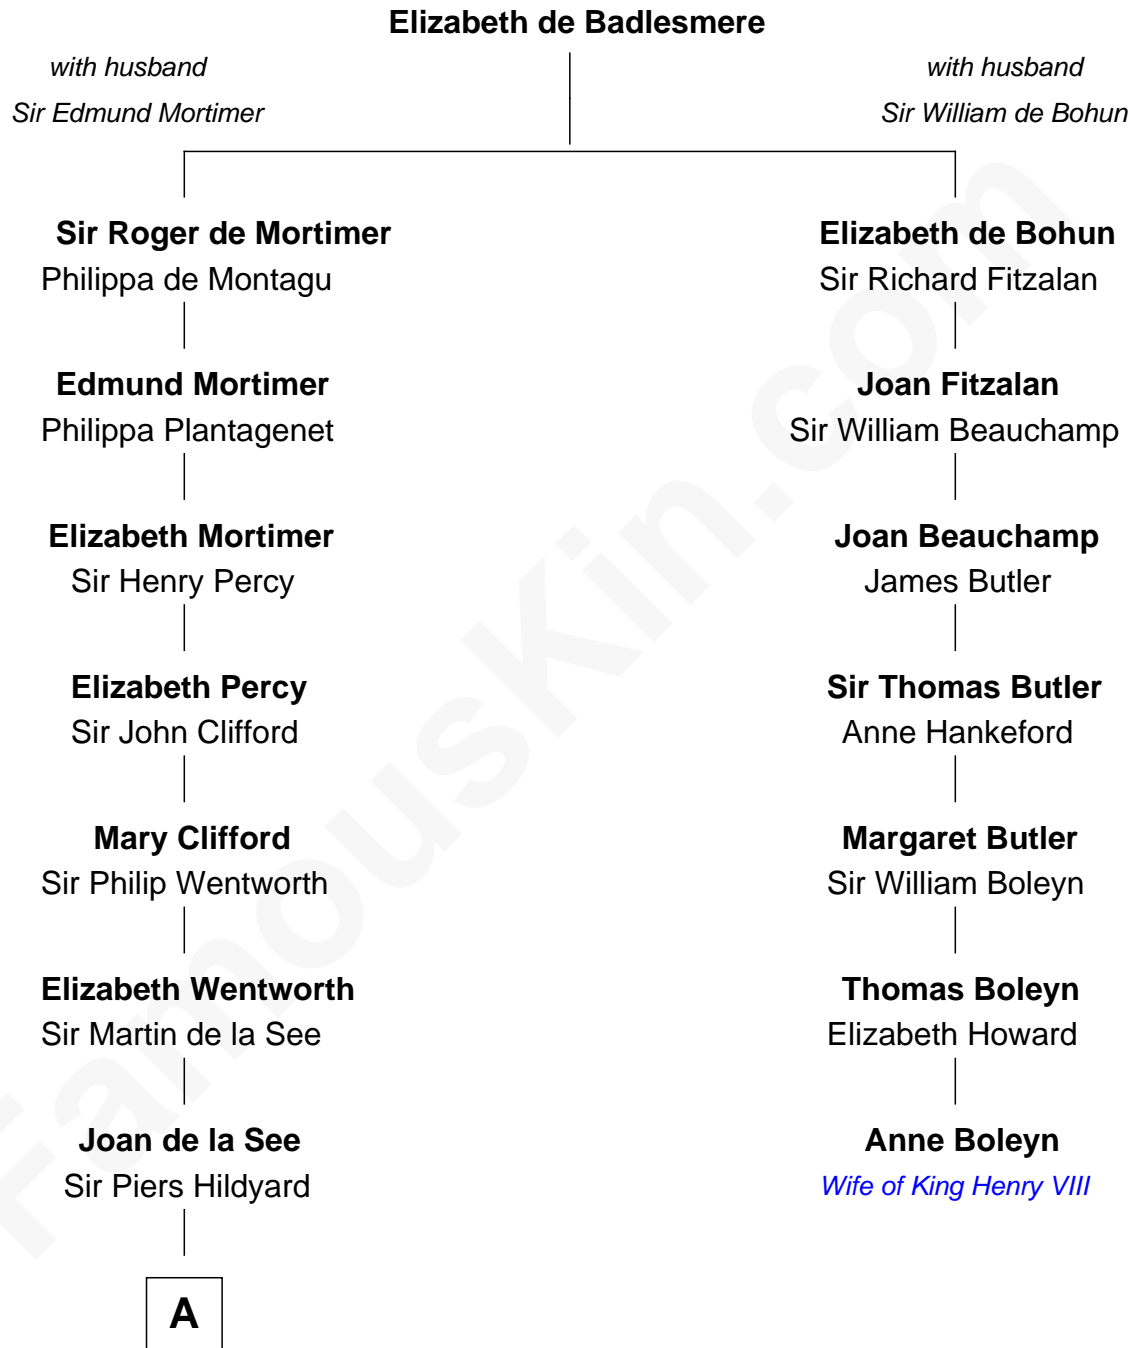 Elizabeth de Badlesmere
with husband
Sir Edmund Mortimer
with husband
Sir William de Bohun
Sir Roger de Mortimer
Philippa de Montagu
Elizabeth de Bohun
Sir Richard Fitzalan
Edmund Mortimer
Philippa Plantagenet
Joan Fitzalan
Sir William Beauchamp
Elizabeth Mortimer
Sir Henry Percy
Joan Beauchamp
James Butler
Elizabeth Percy
Sir John Clifford
Sir Thomas Butler
Anne Hankeford
Mary Clifford
Sir Philip Wentworth
Margaret Butler
Sir William Boleyn
Elizabeth Wentworth
Sir Martin de la See
Thomas Boleyn
Elizabeth Howard
Joan de la See
Sir Piers Hildyard
Anne Boleyn
Wife of King Henry VIII
A
FamousKin.com